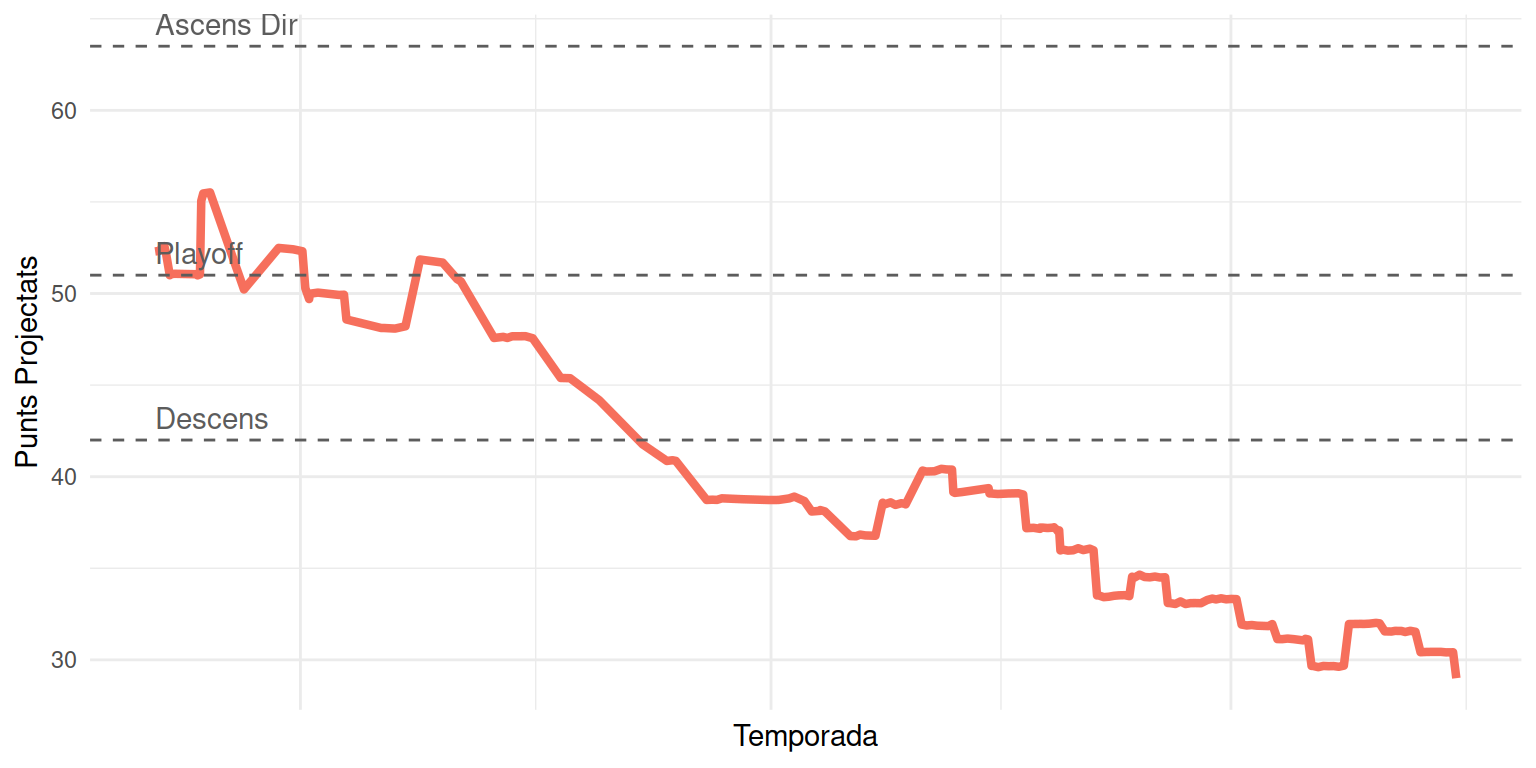 Ascens Dir
60
Playoff
50
Descens
40
30
Punts Projectats
Temporada